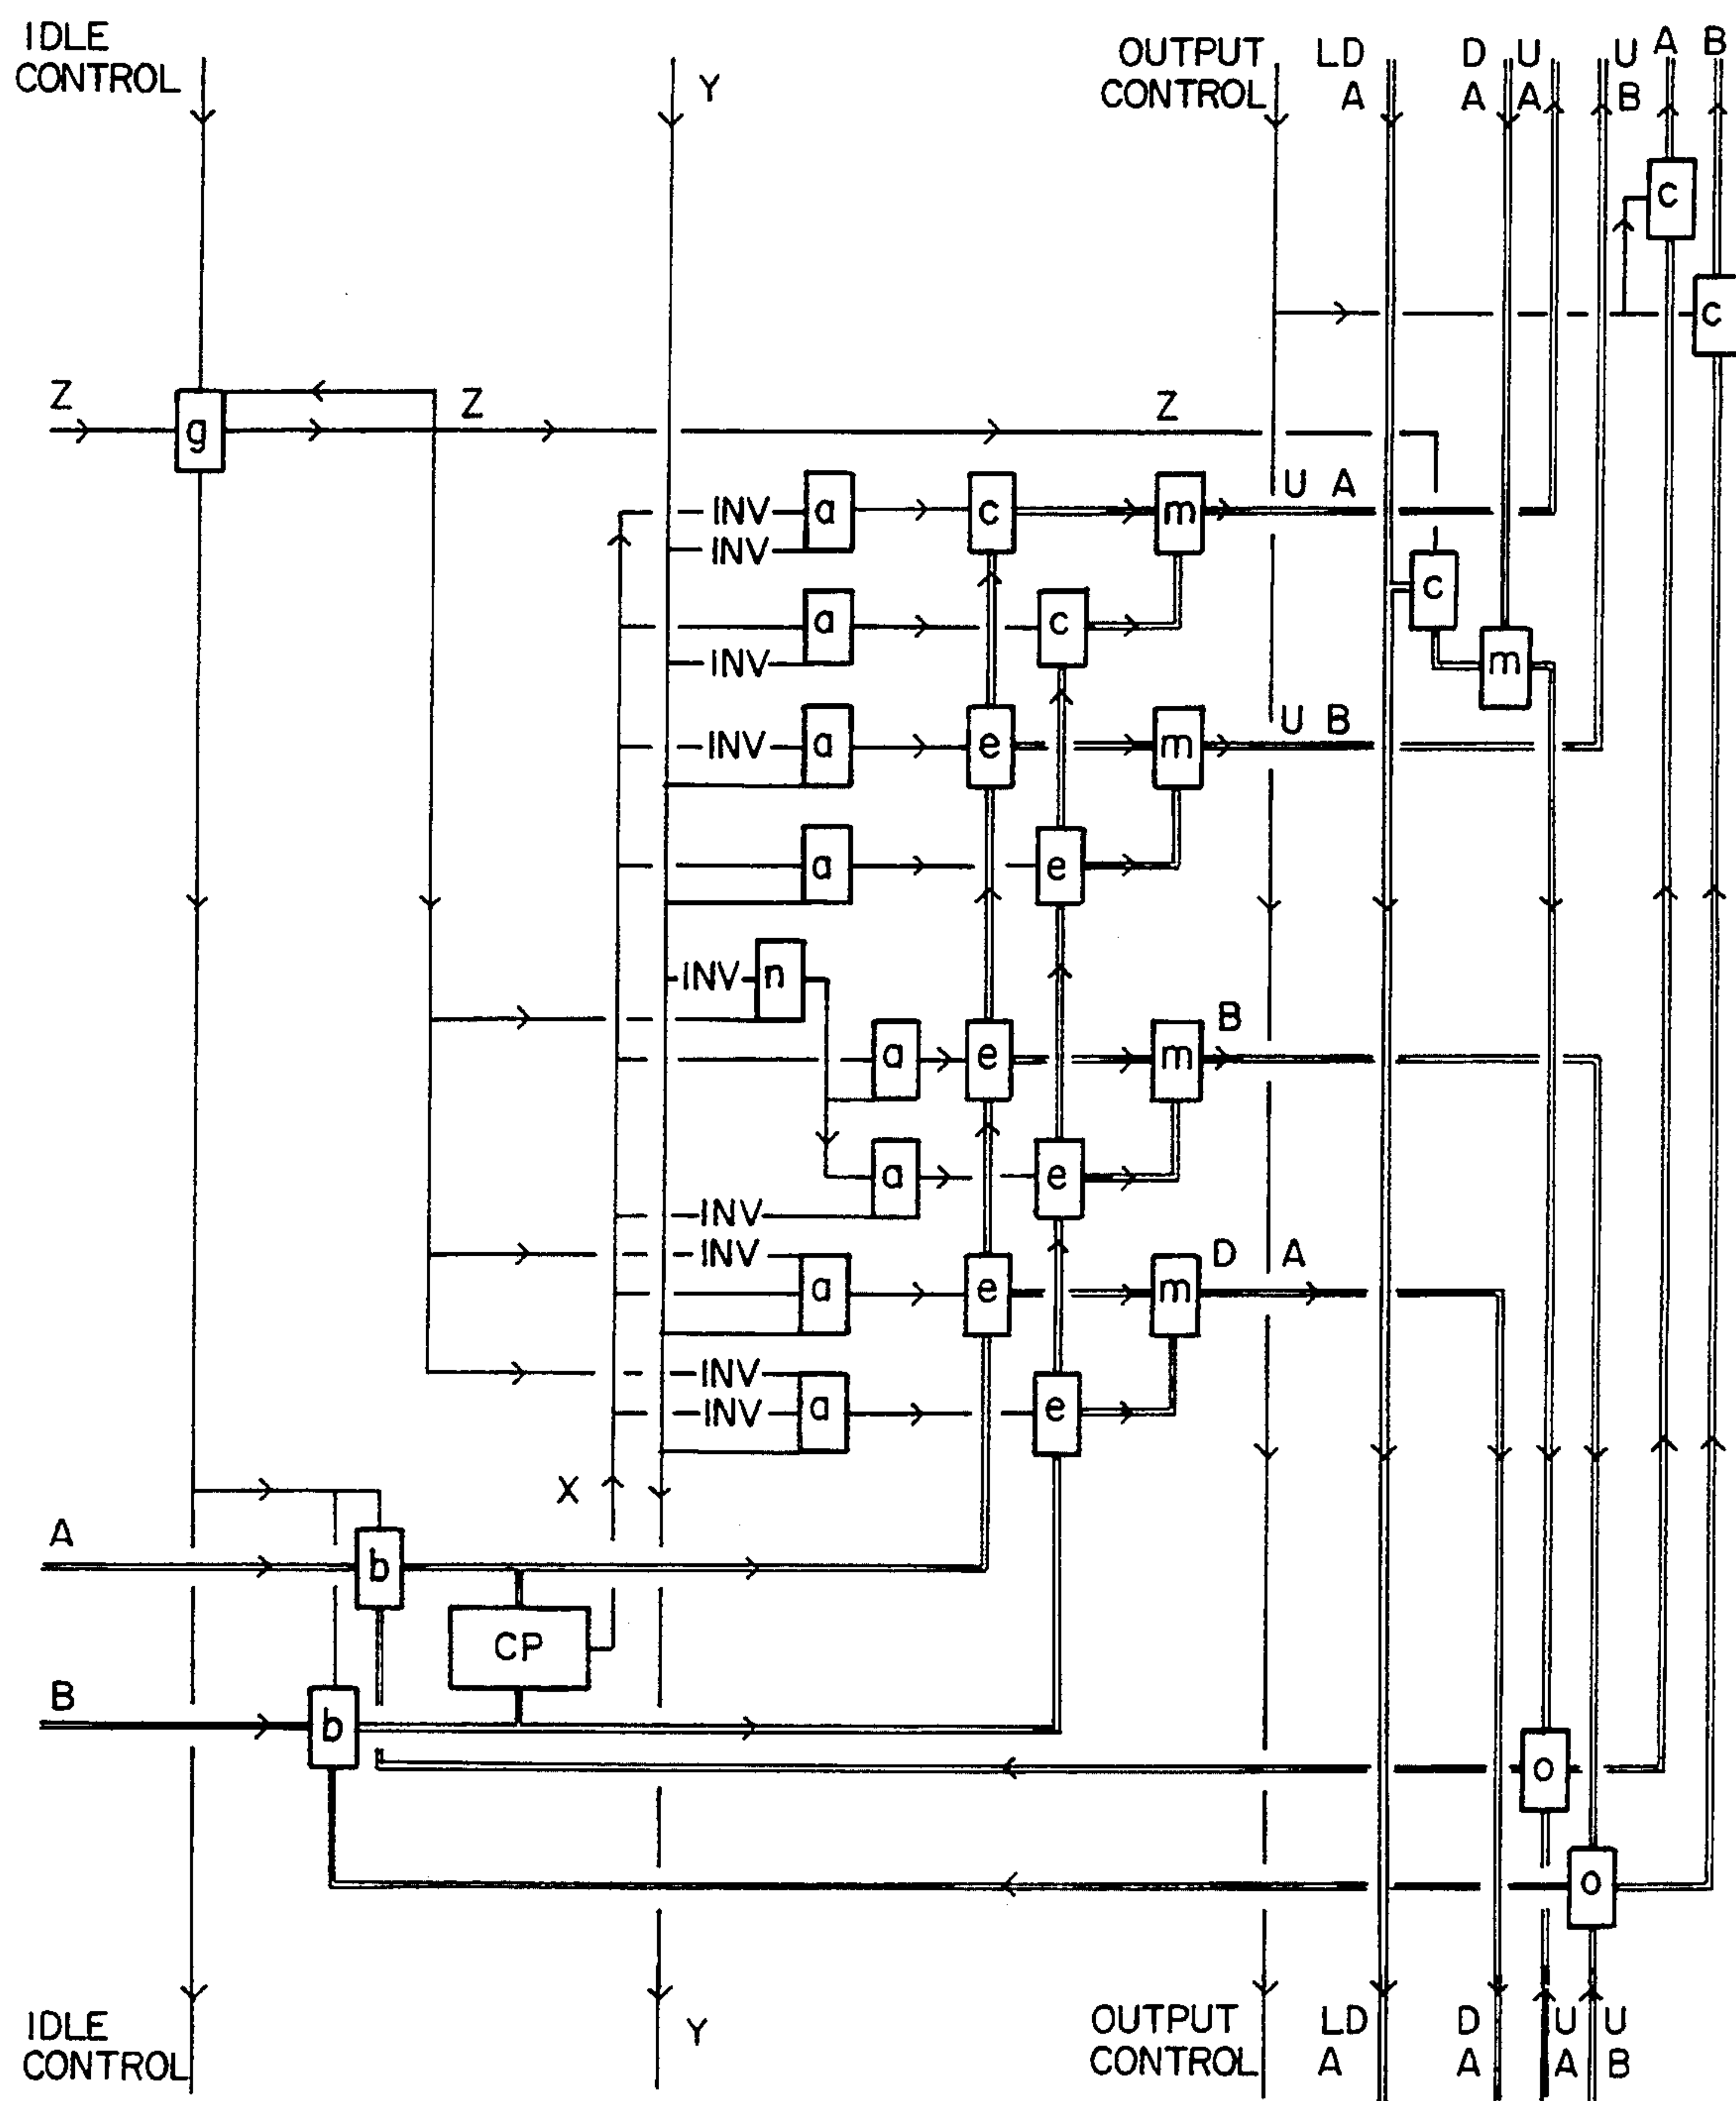 IDLE
CONTROL
Y
OUTPUT
CONTROL
LD
A
D
A
U
A
U
B
A
B
c
c
Z
g
Z
Z
INV
a
c
m
U A
INV
c
a
c
INV
m
INV
a
e
m
U B
a
e
INV
n
a
e
m
B
a
e
INV
INV
a
e
m
D A
INV
INV
a
e
X
A
b
CP
B
b
o
o
IDLE
CONTROL
Y
OUTPUT
CONTROL
LD
A
D
A
U
A
U
B